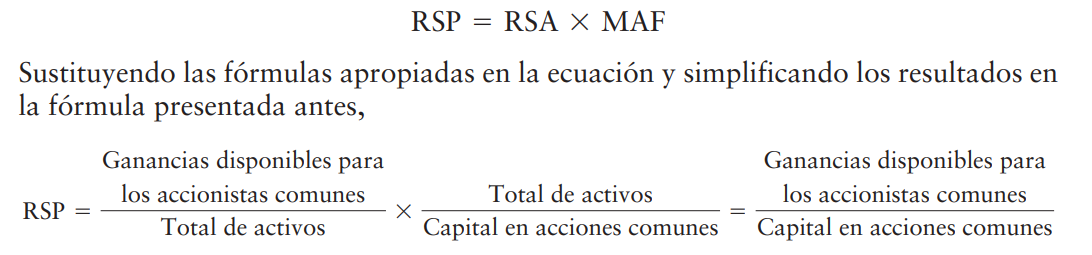 RSP = RSA × MAF
Sustituyendo las fórmulas apropiadas en la ecuación y simplificando los resultados en
la fórmula presentada antes,
RSP = Ganancias disponibles para los accionistas comunes / Total de activos × Total de activos / Capital en acciones comunes = Ganancias disponibles para los accionistas comunes / Capital en acciones comunes